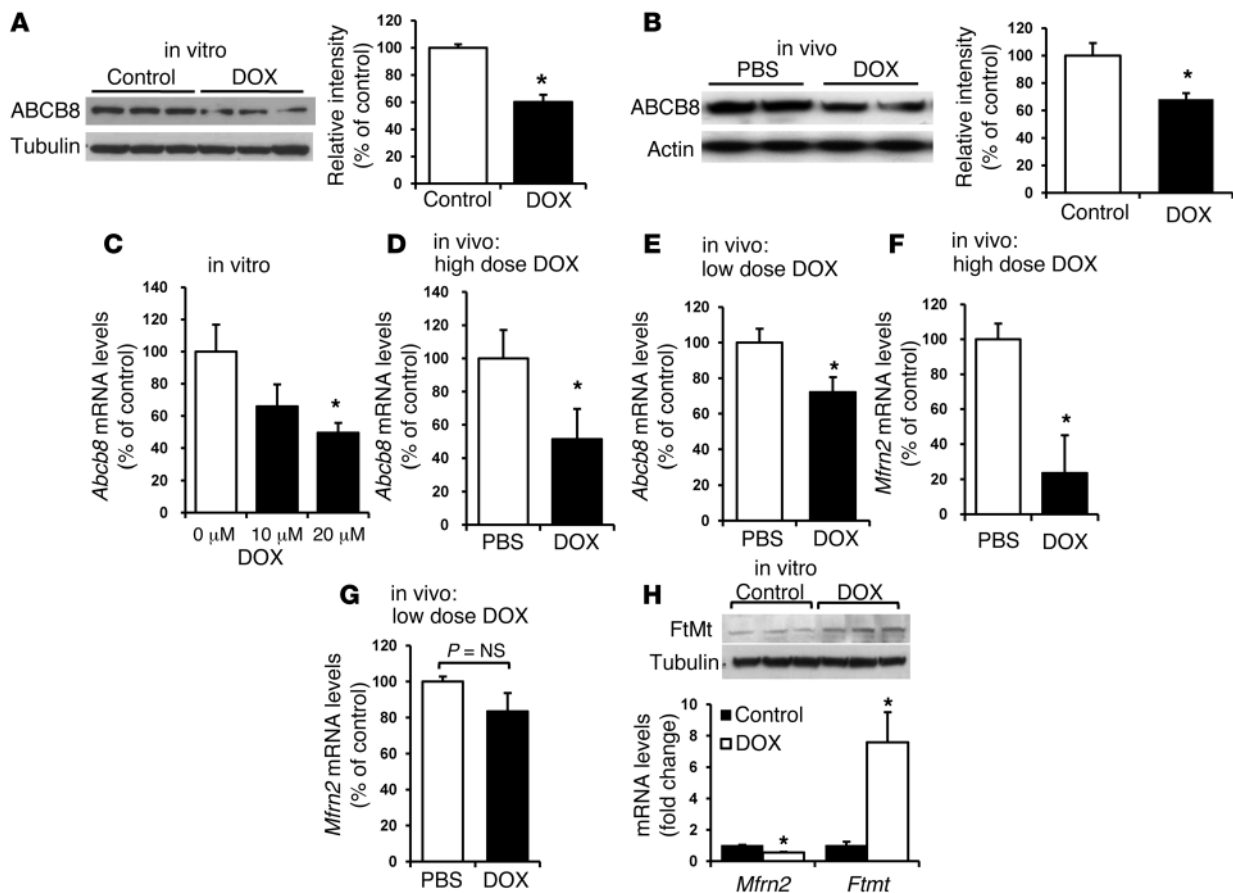 A
in vitro
Control DOX
ABCB8
Tubulin
Relative intensity
(% of control)
120
100
80
60
40
20
0
*
Control DOX
B
in vivo
PBS DOX
ABCB8
Actin
Relative intensity
(% of control)
120
100
80
60
40
20
0
*
Control DOX
C
in vitro
Abcb8 mRNA levels
(% of control)
140
120
100
80
60
40
20
0
*
0 μM 10 μM 20 μM
DOX
D
in vivo:
high dose DOX
Abcb8 mRNA levels
(% of control)
140
120
100
80
60
40
20
0
*
PBS DOX
E
in vivo:
low dose DOX
Abcb8 mRNA levels
(% of control)
120
100
80
60
40
20
0
*
PBS DOX
F
in vivo:
high dose DOX
Mfrn2 mRNA levels
(% of control)
120
100
80
60
40
20
0
*
PBS DOX
G
in vivo:
low dose DOX
Mfrn2 mRNA levels
(% of control)
120
100
80
60
40
20
0
P = NS
PBS DOX
H
in vitro
Control DOX
FtMt
Tubulin
mRNA levels
(fold change)
10
8
6
4
2
0
Control
DOX
*
*
Mfrn2 Ftmt